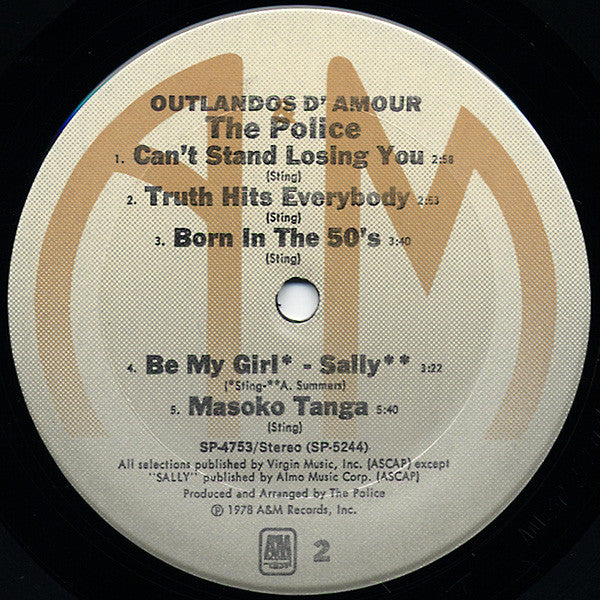 A&M
OUTLANDOS D' AMOUR
The Police
1. Can't Stand Losing You 2:58
(Sting)
2. Truth Hits Everybody 2:53
(Sting)
3. Born In The 50's 3:40
(Sting)
4. Be My Girl* - Sally** 3:22
(*Sting-**A. Summers)
5. Masoko Tanga 5:40
(Sting)
SP-4753/Stereo (SP-5244)
All selections published by Virgin Music, Inc. (ASCAP) except
"SALLY" published by Almo Music Corp. (ASCAP)
Produced and Arranged by The Police
℗ 1978 A&M Records, Inc.
A&M 2